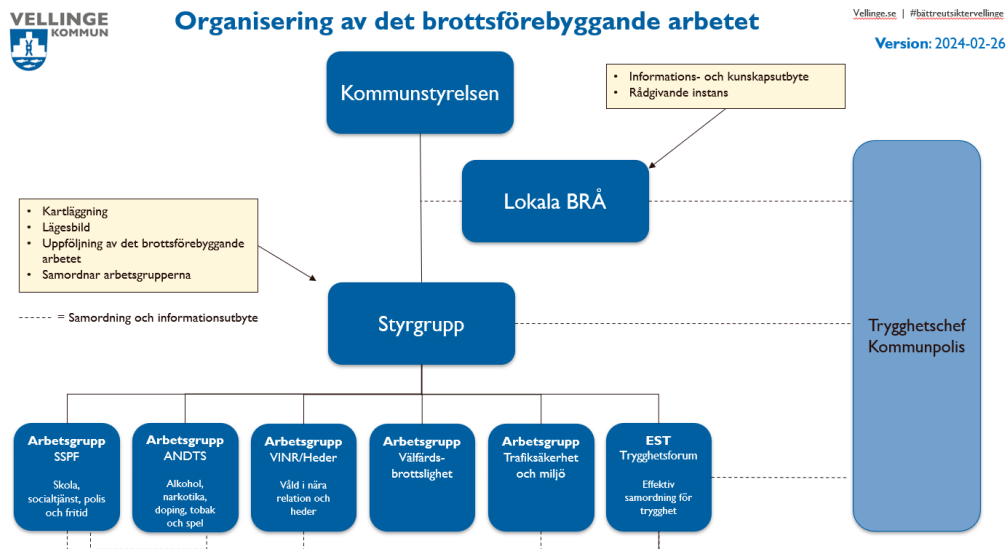 VELLINGE
KOMMUN
Organisering av det brottsförebyggande arbetet
Vellinge.se | #bättreutsiktervellinge
Version: 2024-02-26
Kommunstyrelsen
• Informations- och kunskapsutbyte
• Rådgivande instans
Lokala BRÅ
• Kartläggning
• Lägesbild
• Uppföljning av det brottsförebyggande
arbetet
• Samordnar arbetsgrupperna
------ = Samordning och informationsutbyte
Styrgrupp
Trygghetschef
Kommunpolis
Arbetsgrupp
SSPF
Skola,
socialtjänst, polis
och fritid
Arbetsgrupp
ANDTS
Alkohol,
narkotika,
doping, tobak
och spel
Arbetsgrupp
VINR/Heder
Våld i nära
relation och
heder
Arbetsgrupp
Välfärds-
brottslighet
Arbetsgrupp
Trafiksäkerhet
och miljö
EST
Trygghetsforum
Effektiv
samordning för
trygghet